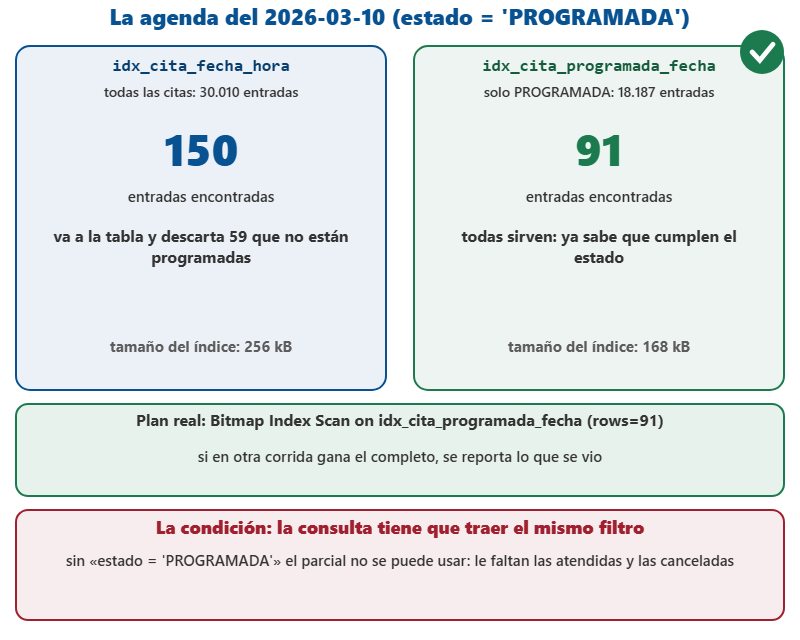 La agenda del 2026-03-10 (estado = 'PROGRAMADA')
idx_cita_fecha_hora
todas las citas: 30.010 entradas
150
entradas encontradas
va a la tabla y descarta 59 que no están
programadas
tamaño del índice: 256 kB
idx_cita_programada_fecha
solo PROGRAMADA: 18.187 entradas
91
entradas encontradas
todas sirven: ya sabe que cumplen el
estado
tamaño del índice: 168 kB
Plan real: Bitmap Index Scan on idx_cita_programada_fecha (rows=91)
si en otra corrida gana el completo, se reporta lo que se vio
La condición: la consulta tiene que traer el mismo filtro
sin «estado = 'PROGRAMADA'» el parcial no se puede usar: le faltan las atendidas y las canceladas